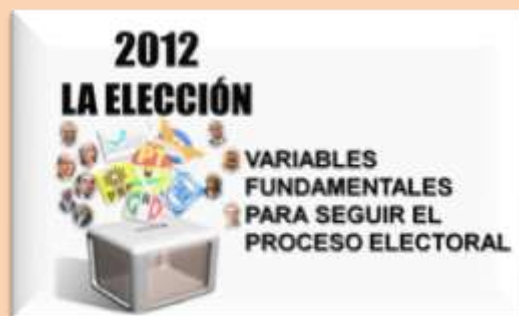 2012
LA ELECCIÓN
VARIABLES
FUNDAMENTALES
PARA SEGUIR EL
PROCESO ELECTORAL